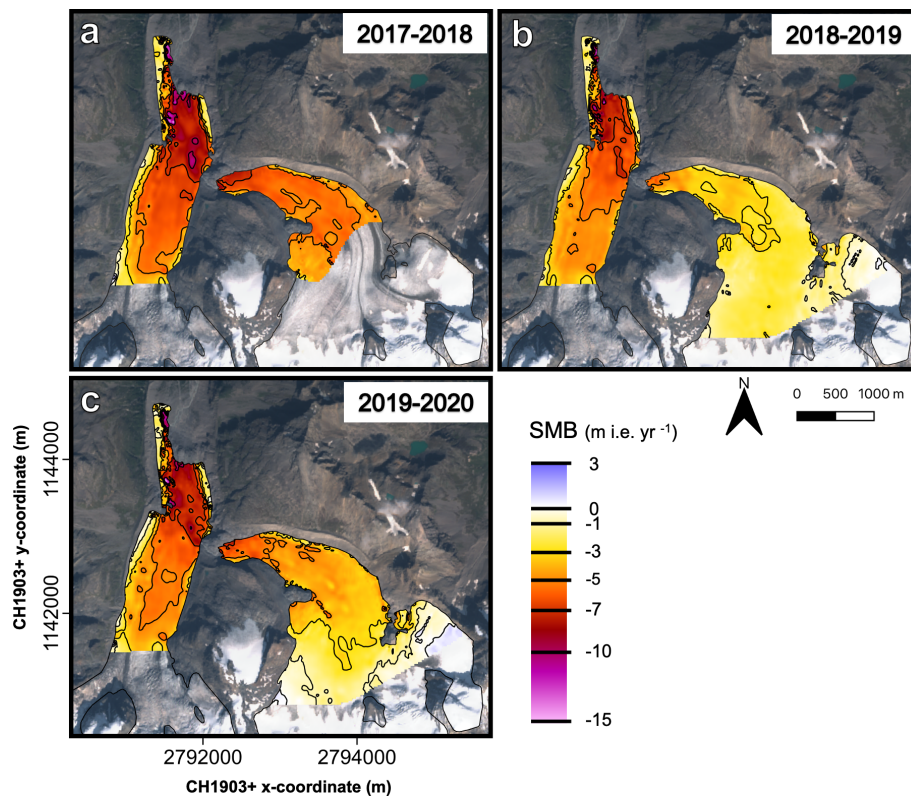 a
2017-2018
b
2018-2019
c
2019-2020
N
0 500 1000 m
SMB (m i.e. yr -1)
3
0
-1
-3
-5
-7
-10
-15
CH1903+ y-coordinate (m)
1144000
1142000
2792000 2794000
CH1903+ x-coordinate (m)